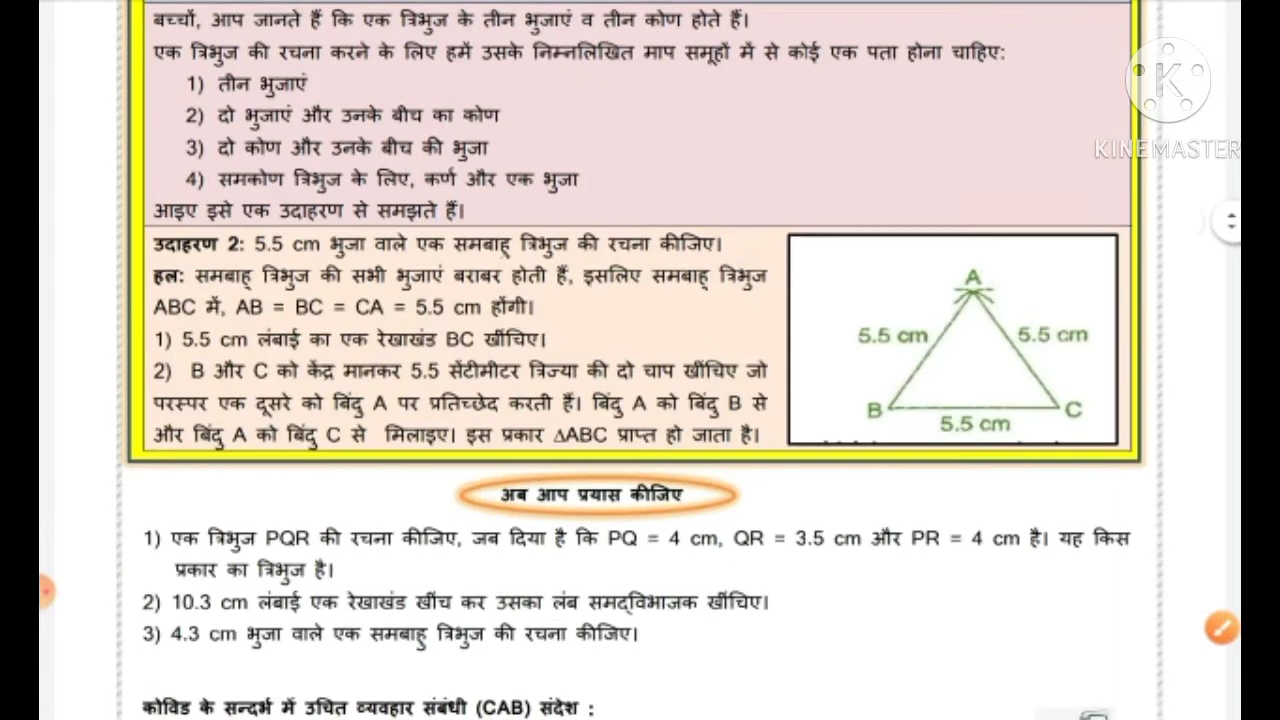 बच्चों, आप जानते हैं कि एक त्रिभुज के तीन भुजाएं व तीन कोण होते हैं।
एक त्रिभुज की रचना करने के लिए हमें उसके निम्नलिखित माप समूहों में से कोई एक पता होना चाहिए:
1) तीन भुजाएं
2) दो भुजाएं और उनके बीच का कोण
3) दो कोण और उनके बीच की भुजा
4) समकोण त्रिभुज के लिए, कर्ण और एक भुजा
आइए इसे एक उदाहरण से समझते हैं।
K
KINEMASTER
उदाहरण 2: 5.5 cm भुजा वाले एक समबाहू त्रिभुज की रचना कीजिए।
हल: समबाहू त्रिभुज की सभी भुजाएं बराबर होती हैं, इसलिए समबाहू त्रिभुज
ABC में, AB = BC = CA = 5.5 cm होंगी।
1) 5.5 cm लंबाई का एक रेखाखंड BC खींचिए।
2) B और C को केंद्र मानकर 5.5 सेंटीमीटर त्रिज्या की दो चाप खींचिए जो
परस्पर एक दूसरे को बिंदु A पर प्रतिच्छेद करती हैं। बिंदु A को बिंदु B से
और बिंदु A को बिंदु C से मिलाइए। इस प्रकार ∆ABC प्राप्त हो जाता है।
A
5.5 cm 5.5 cm
B C
5.5 cm
अब आप प्रयास कीजिए
1) एक त्रिभुज PQR की रचना कीजिए, जब दिया है कि PQ = 4 cm, QR = 3.5 cm और PR = 4 cm है। यह किस
प्रकार का त्रिभुज है।
2) 10.3 cm लंबाई एक रेखाखंड खींच कर उसका लंब समद्विभाजक खींचिए।
3) 4.3 cm भुजा वाले एक समबाहु त्रिभुज की रचना कीजिए।
कोविड के सन्दर्भ में उचित व्यवहार संबंधी (CAB) संदेश :